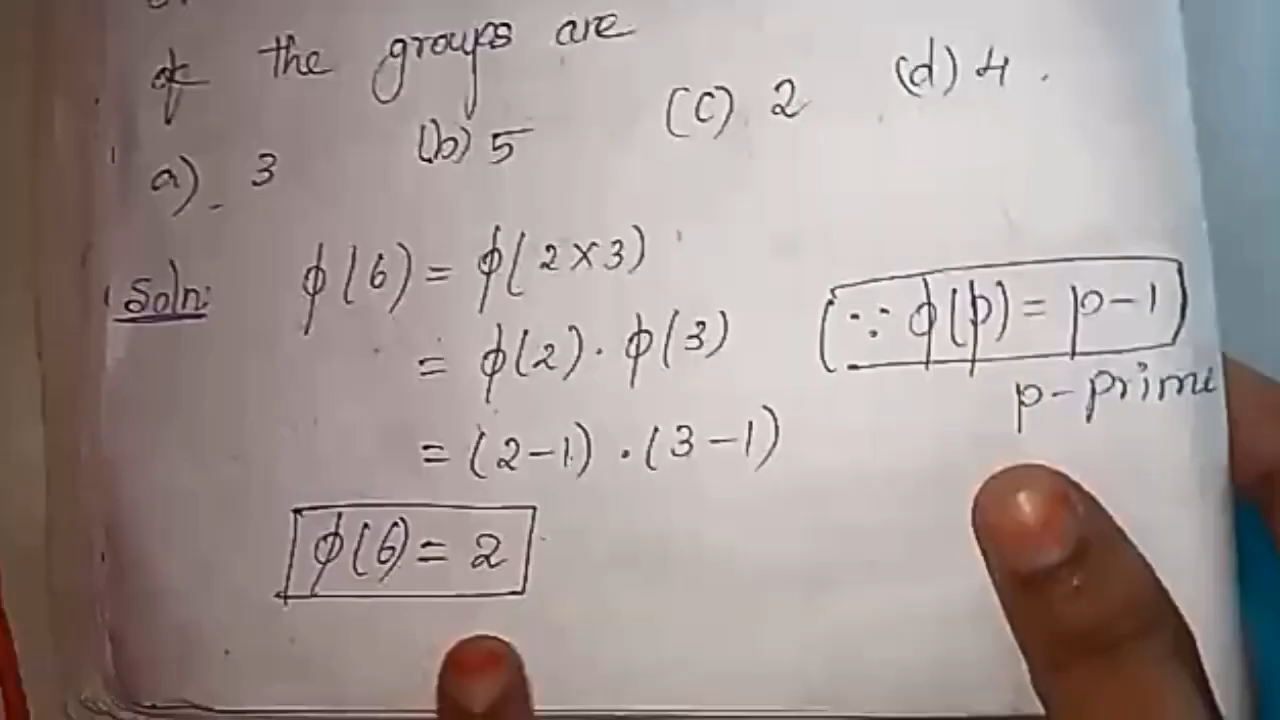 of the groups are
a). 3 (b) 5 (c) 2 (d) 4.
Soln: ϕ(6) = ϕ(2×3)
= ϕ(2). ϕ(3) (∵ ϕ(p) = p-1)
p-prime
= (2-1).(3-1)
ϕ(6) = 2